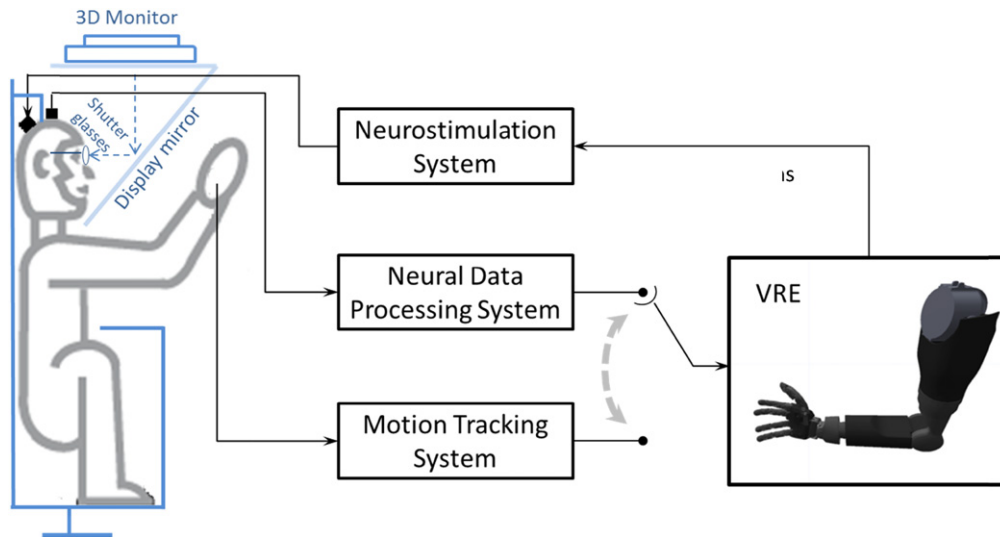 3D Monitor
Shutter
glasses
Display mirror
Neurostimulation
System
Neural Data
Processing System
Motion Tracking
System
VRE